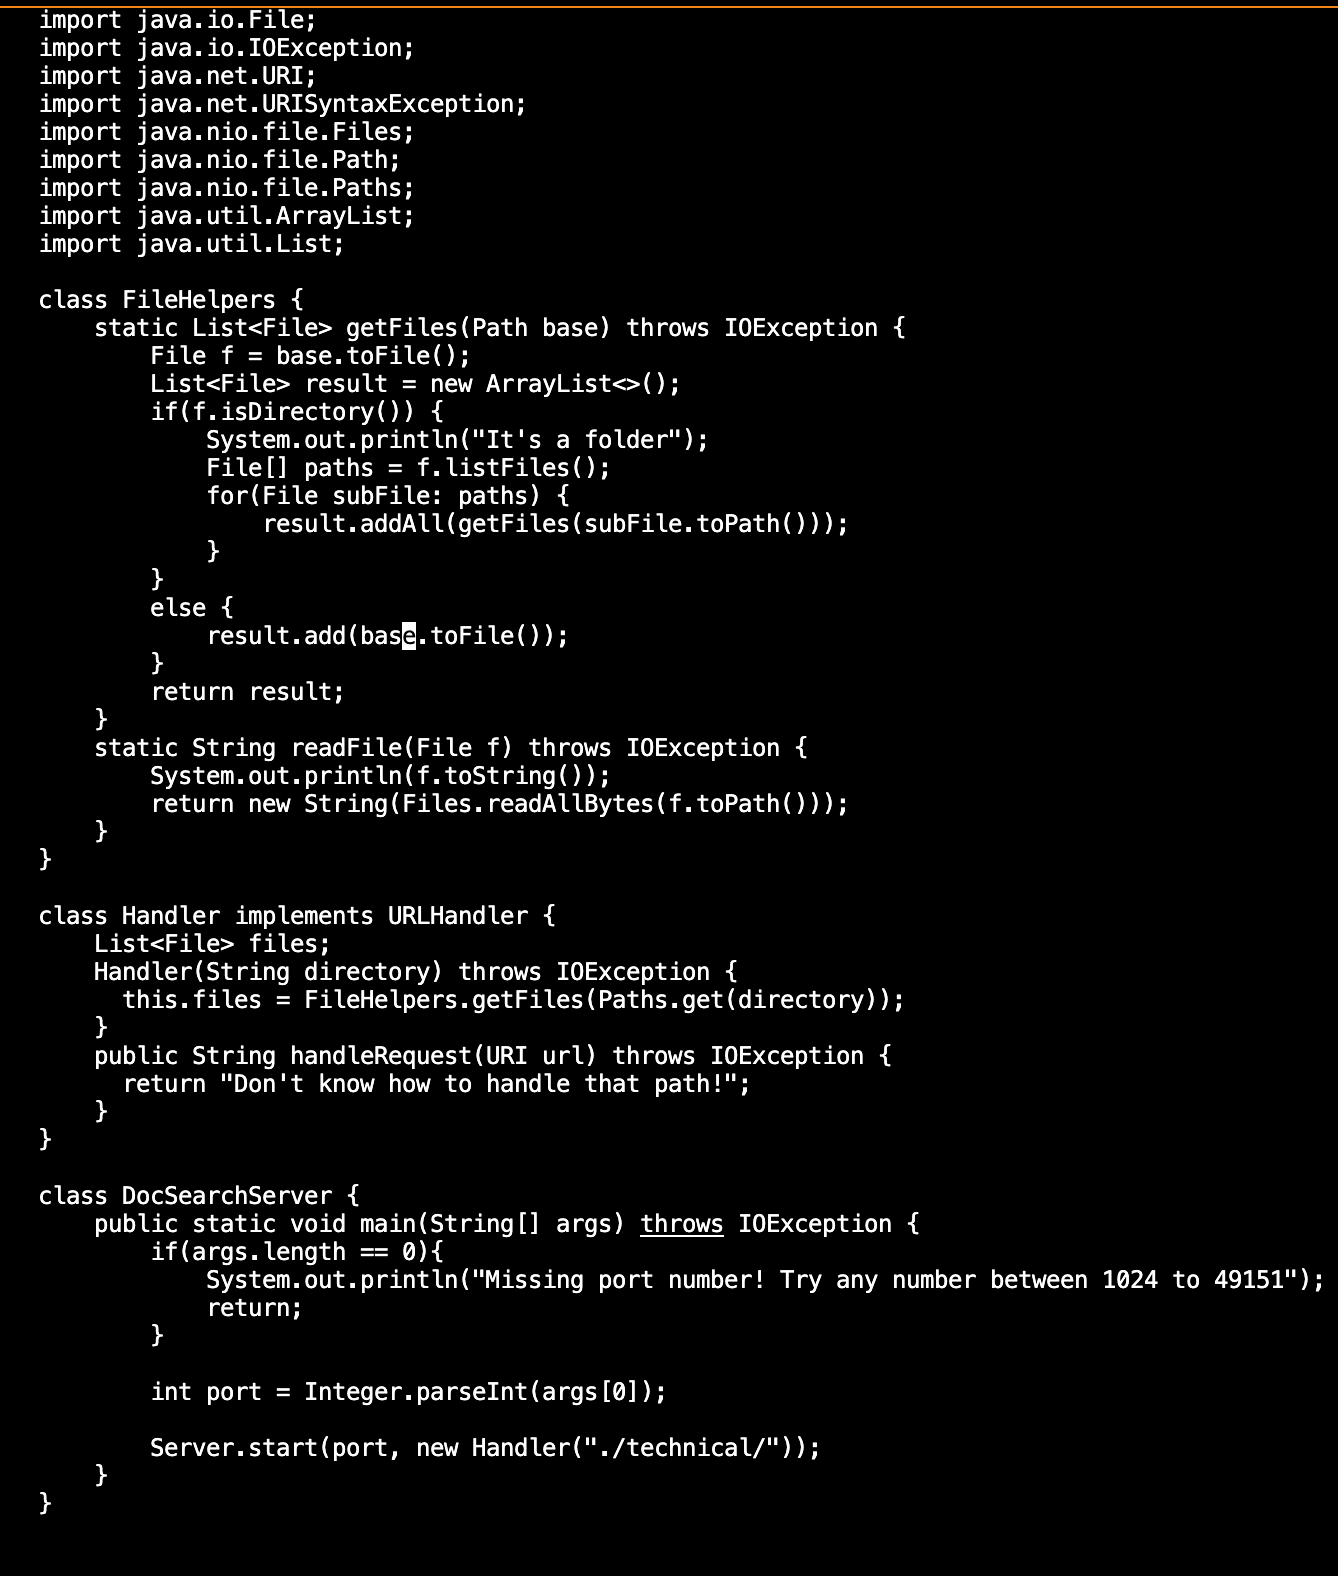 import java.io.File;
import java.io.IOException;
import java.net.URI;
import java.net.URISyntaxException;
import java.nio.file.Files;
import java.nio.file.Path;
import java.nio.file.Paths;
import java.util.ArrayList;
import java.util.List;

class FileHelpers {
    static List<File> getFiles(Path base) throws IOException {
        File f = base.toFile();
        List<File> result = new ArrayList<>();
        if(f.isDirectory()) {
            System.out.println("It's a folder");
            File[] paths = f.listFiles();
            for(File subFile: paths) {
                result.addAll(getFiles(subFile.toPath()));
            }
        }
        else {
            result.add(base.toFile());
        }
        return result;
    }
    static String readFile(File f) throws IOException {
        System.out.println(f.toString());
        return new String(Files.readAllBytes(f.toPath()));
    }
}

class Handler implements URLHandler {
    List<File> files;
    Handler(String directory) throws IOException {
      this.files = FileHelpers.getFiles(Paths.get(directory));
    }
    public String handleRequest(URI url) throws IOException {
      return "Don't know how to handle that path!";
    }
}

class DocSearchServer {
    public static void main(String[] args) throws IOException {
        if(args.length == 0){
            System.out.println("Missing port number! Try any number between 1024 to 49151");
            return;
        }

        int port = Integer.parseInt(args[0]);

        Server.start(port, new Handler("./technical/"));
    }
}